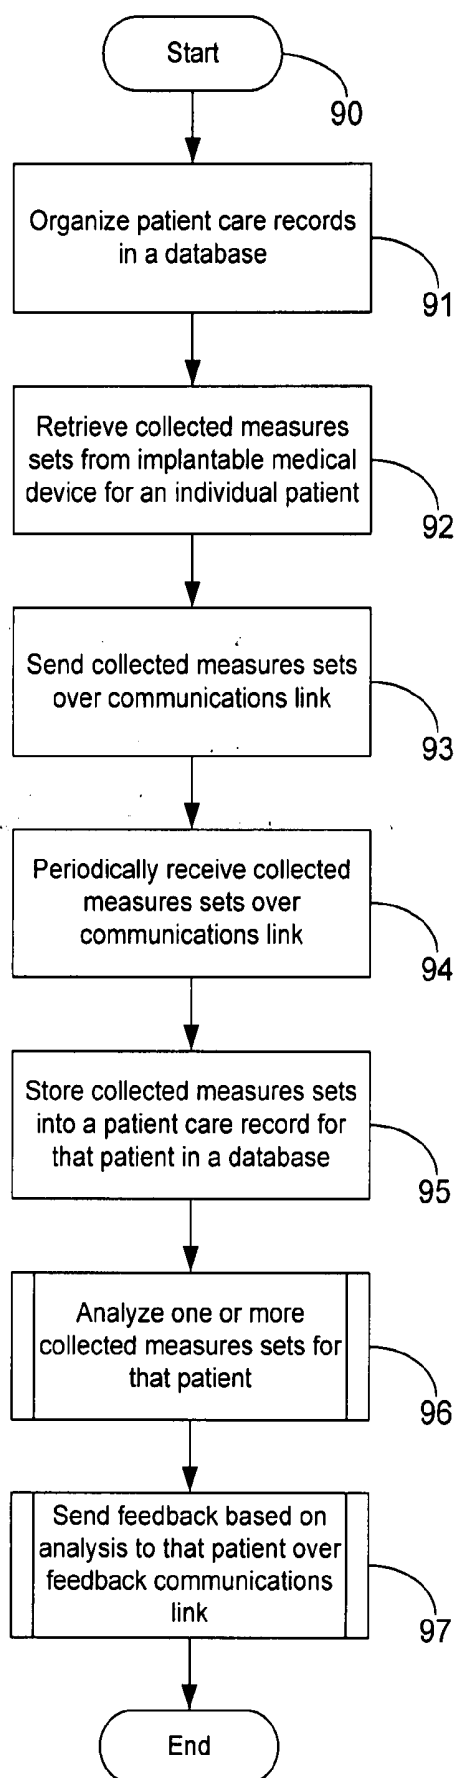 Start
90
Organize patient care records
in a database
91
Retrieve collected measures
sets from implantable medical
device for an individual patient
92
Send collected measures sets
over communications link
93
Periodically receive collected
measures sets over
communications link
94
Store collected measures sets
into a patient care record for
that patient in a database
95
Analyze one or more
collected measures sets for
that patient
96
Send feedback based on
analysis to that patient over
feedback communications
link
97
End